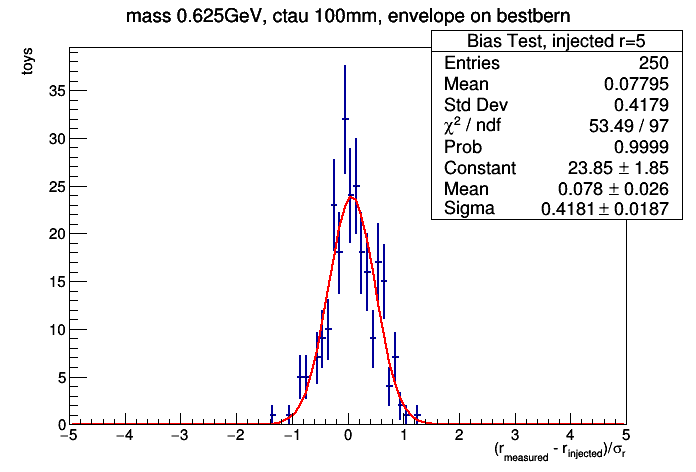 mass 0.625GeV, ctau 100mm, envelope on bestbern
Bias Test, injected r=5
Entries 250
Mean 0.07795
Std Dev 0.4179
χ² / ndf 53.49 / 97
Prob 0.9999
Constant 23.85 ± 1.85
Mean 0.078 ± 0.026
Sigma 0.4181 ± 0.0187
toys
35
30
25
20
15
10
5
0
−5 −4 −3 −2 −1 0 1 2 3 4 5
(r_measured - r_injected)/σ_r